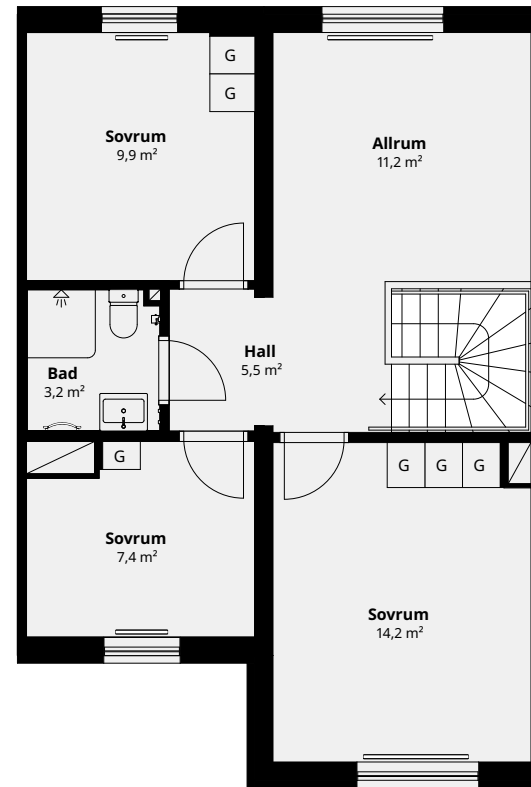 G
G
Sovrum
9,9 m²
Allrum
11,2 m²
Hall
5,5 m²
Bad
3,2 m²
G
G G G
Sovrum
7,4 m²
Sovrum
14,2 m²